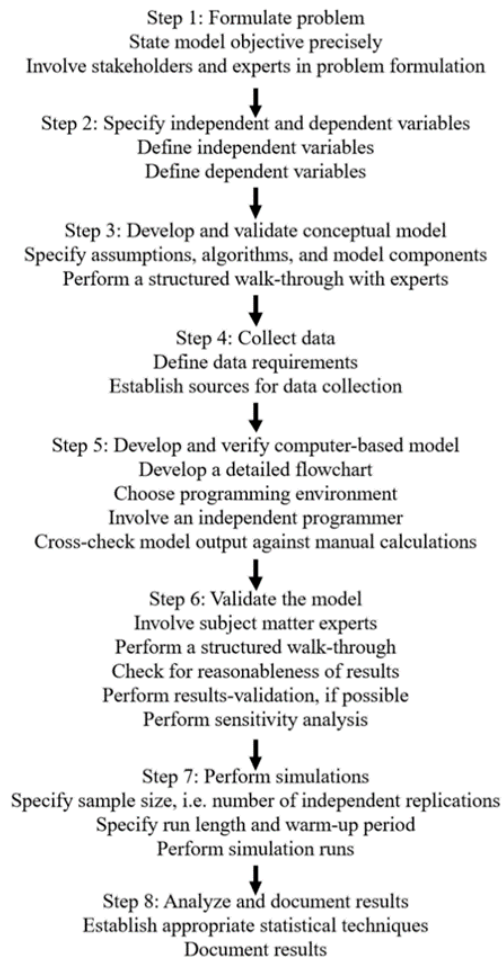 Step 1: Formulate problem
State model objective precisely
Involve stakeholders and experts in problem formulation
Step 2: Specify independent and dependent variables
Define independent variables
Define dependent variables
Step 3: Develop and validate conceptual model
Specify assumptions, algorithms, and model components
Perform a structured walk-through with experts
Step 4: Collect data
Define data requirements
Establish sources for data collection
Step 5: Develop and verify computer-based model
Develop a detailed flowchart
Choose programming environment
Involve an independent programmer
Cross-check model output against manual calculations
Step 6: Validate the model
Involve subject matter experts
Perform a structured walk-through
Check for reasonableness of results
Perform results-validation, if possible
Perform sensitivity analysis
Step 7: Perform simulations
Specify sample size, i.e. number of independent replications
Specify run length and warm-up period
Perform simulation runs
Step 8: Analyze and document results
Establish appropriate statistical techniques
Document results